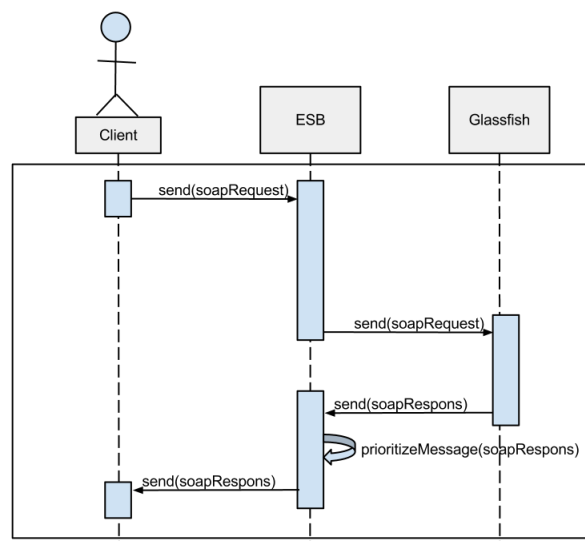 Client
ESB
Glassfish
send(soapRequest)
send(soapRequest)
send(soapRespons)
prioritizeMessage(soapRespons)
send(soapRespons)